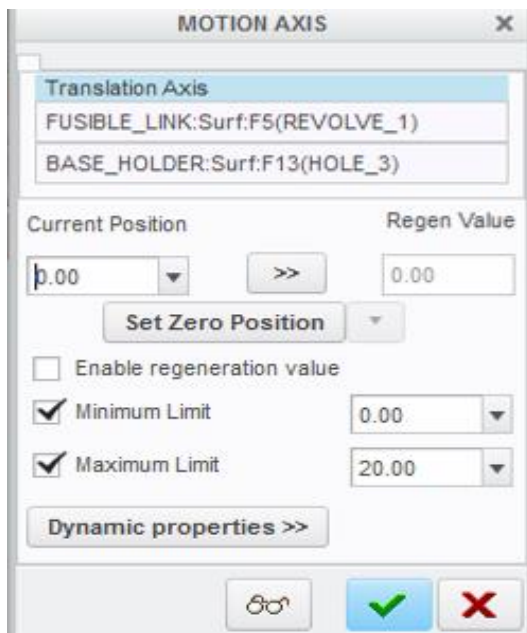 MOTION AXIS
Translation Axis
FUSIBLE_LINK:Surf:F5(REVOLVE_1)
BASE_HOLDER:Surf:F13(HOLE_3)
Current Position Regen Value
0.00 >> 0.00
Set Zero Position
Enable regeneration value
Minimum Limit 0.00
Maximum Limit 20.00
Dynamic properties >>